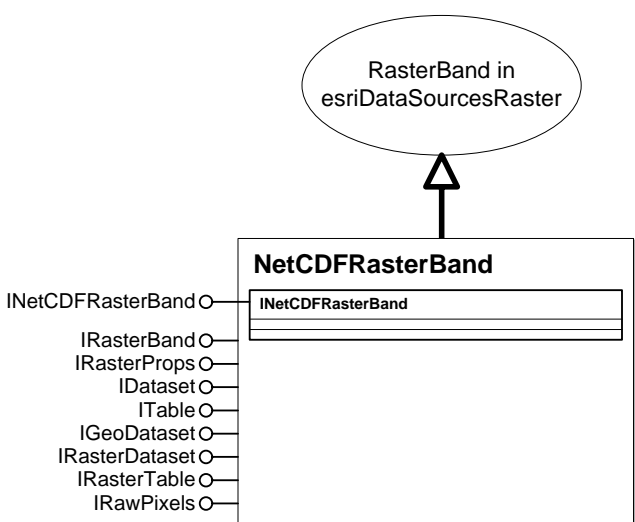 RasterBand in
esriDataSourcesRaster
NetCDFRasterBand
INetCDFRasterBand
INetCDFRasterBand
IRasterBand
IRasterProps
IDataset
ITable
IGeoDataset
IRasterDataset
IRasterTable
IRawPixels